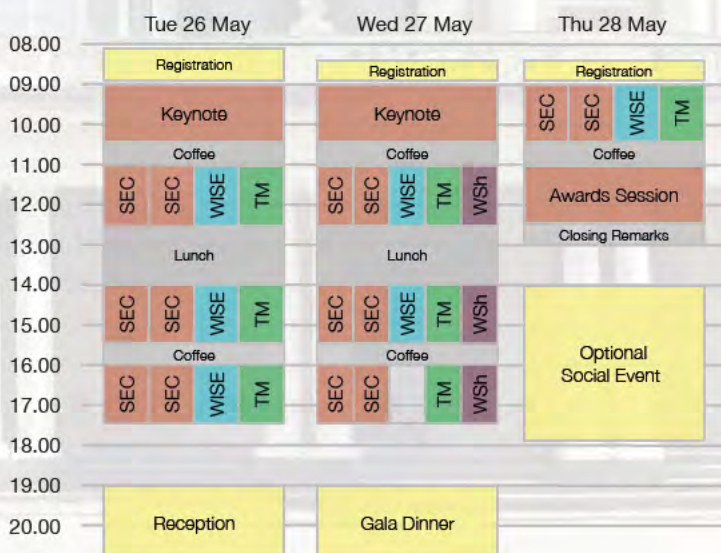 Tue 26 May Wed 27 May Thu 28 May
08.00
Registration Registration Registration
09.00
Keynote Keynote SEC SEC WISE TM
10.00
Coffee Coffee Coffee
11.00
SEC SEC WISE TM SEC SEC WISE TM WSh Awards Session
12.00
Closing Remarks
13.00
Lunch Lunch
14.00
SEC SEC WISE TM SEC SEC WISE TM WSh
15.00
Optional
Social Event
Coffee Coffee
16.00
SEC SEC WISE TM SEC SEC TM WSh
17.00
18.00
19.00
Reception Gala Dinner
20.00